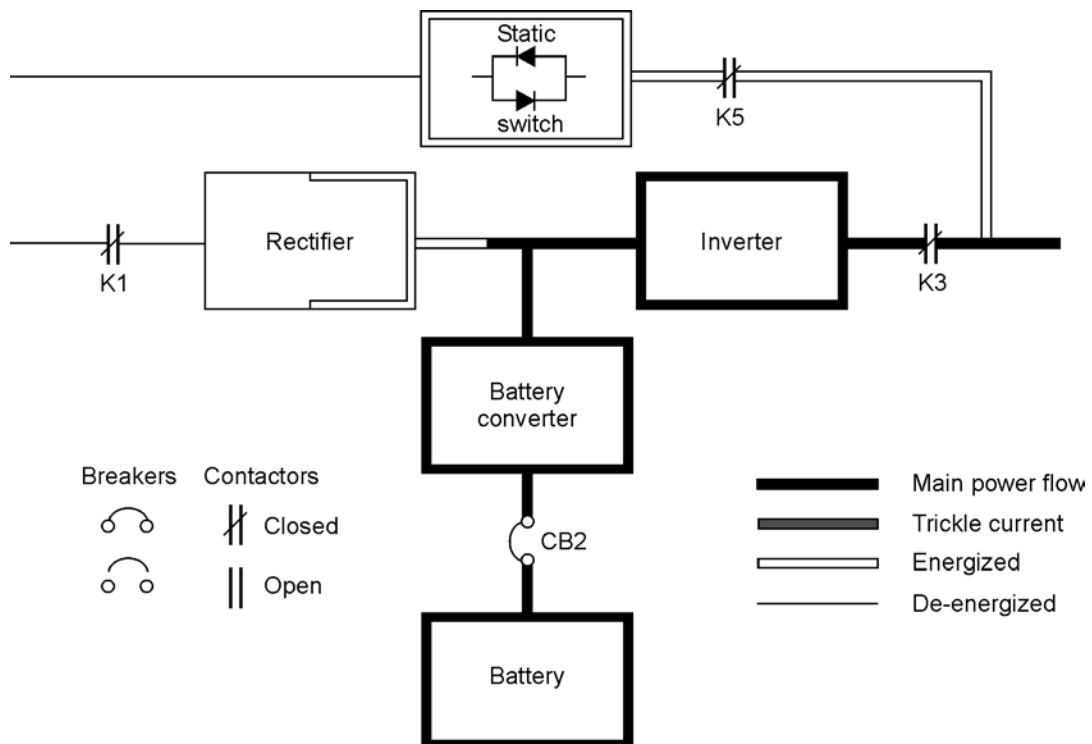 Static
switch
K5
Rectifier
Inverter
K1
K3
Battery
converter
Breakers
Contactors
Closed
Open
CB2
Main power flow
Trickle current
Energized
De-energized
Battery